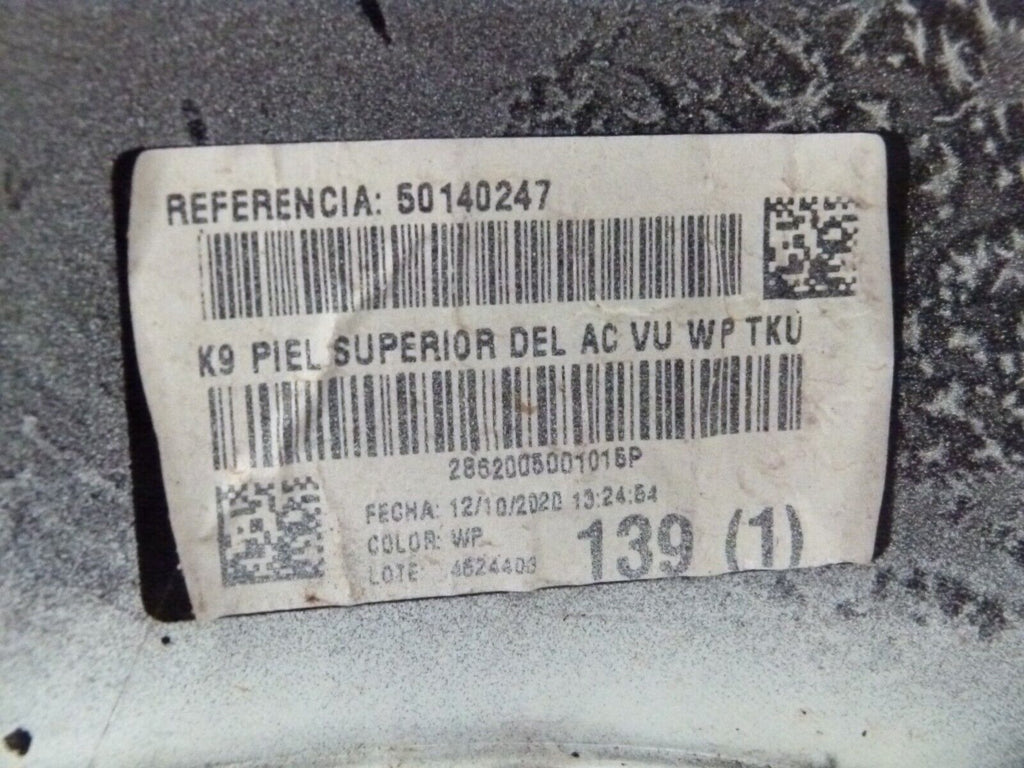 REFERENCIA: 50140247
K9 PIEL SUPERIOR DEL AC VU WP TKU
2862005001015P
FECHA: 12/10/2020 13:24:54
COLOR: WP
LOTE: 4624403
139 (1)